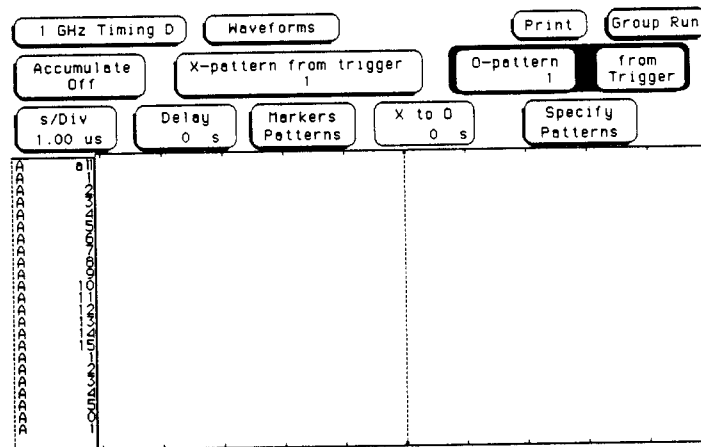 1 GHz Timing D Waveforms Print Group Run
Accumulate Off X-pattern from trigger 1 O-pattern 1 from Trigger
s/Div 1.00 us Delay 0 s Markers Patterns X to O 0 s Specify Patterns
A all
A 1
A 2
A 3
A 4
A 5
A 6
A 7
A 8
A 9
A 10
A 11
A 12
A 13
A 14
A 15
A 1
A 2
A 3
A 4
A 5
A 0
A 1